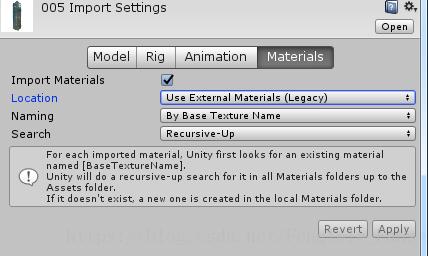 005 Import Settings
Open
Model Rig Animation Materials
Import Materials
Location Use External Materials (Legacy)
Naming By Base Texture Name
Search Recursive-Up
For each imported material, Unity first looks for an existing material
named [BaseTextureName].
Unity will do a recursive-up search for it in all Materials folders up to the
Assets folder.
If it doesn't exist, a new one is created in the local Materials folder.
Revert Apply